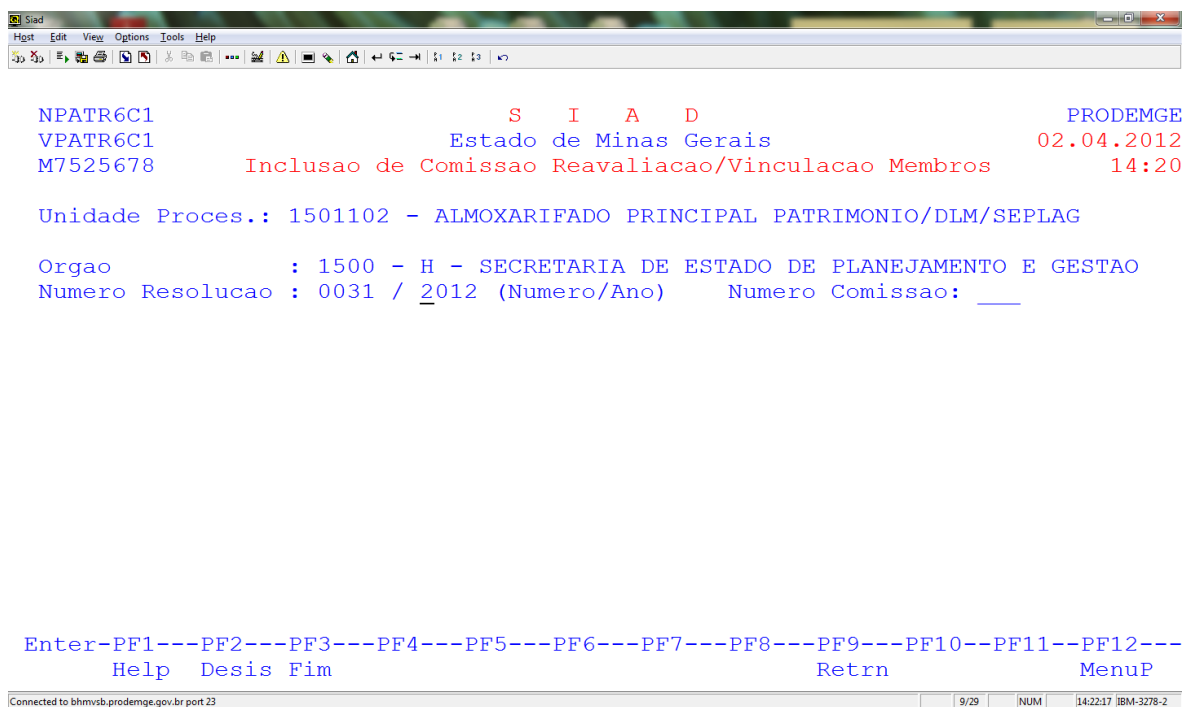 Siad
Host Edit View Options Tools Help
NPATR6C1 S I A D PRODEMGE
VPATR6C1 Estado de Minas Gerais 02.04.2012
M7525678 Inclusao de Comissao Reavaliacao/Vinculacao Membros 14:20
Unidade Proces.: 1501102 - ALMOXARIFADO PRINCIPAL PATRIMONIO/DLM/SEPLAG
Orgao : 1500 - H - SECRETARIA DE ESTADO DE PLANEJAMENTO E GESTAO
Numero Resolucao : 0031 / 2012 (Numero/Ano) Numero Comissao: ___
Enter-PF1---PF2---PF3---PF4---PF5---PF6---PF7---PF8---PF9---PF10--PF11--PF12---
Help Desis Fim Retrn MenuP
Connected to bhmvsb.prodemge.gov.br port 23 9/29 NUM 14:22:17 IBM-3278-2